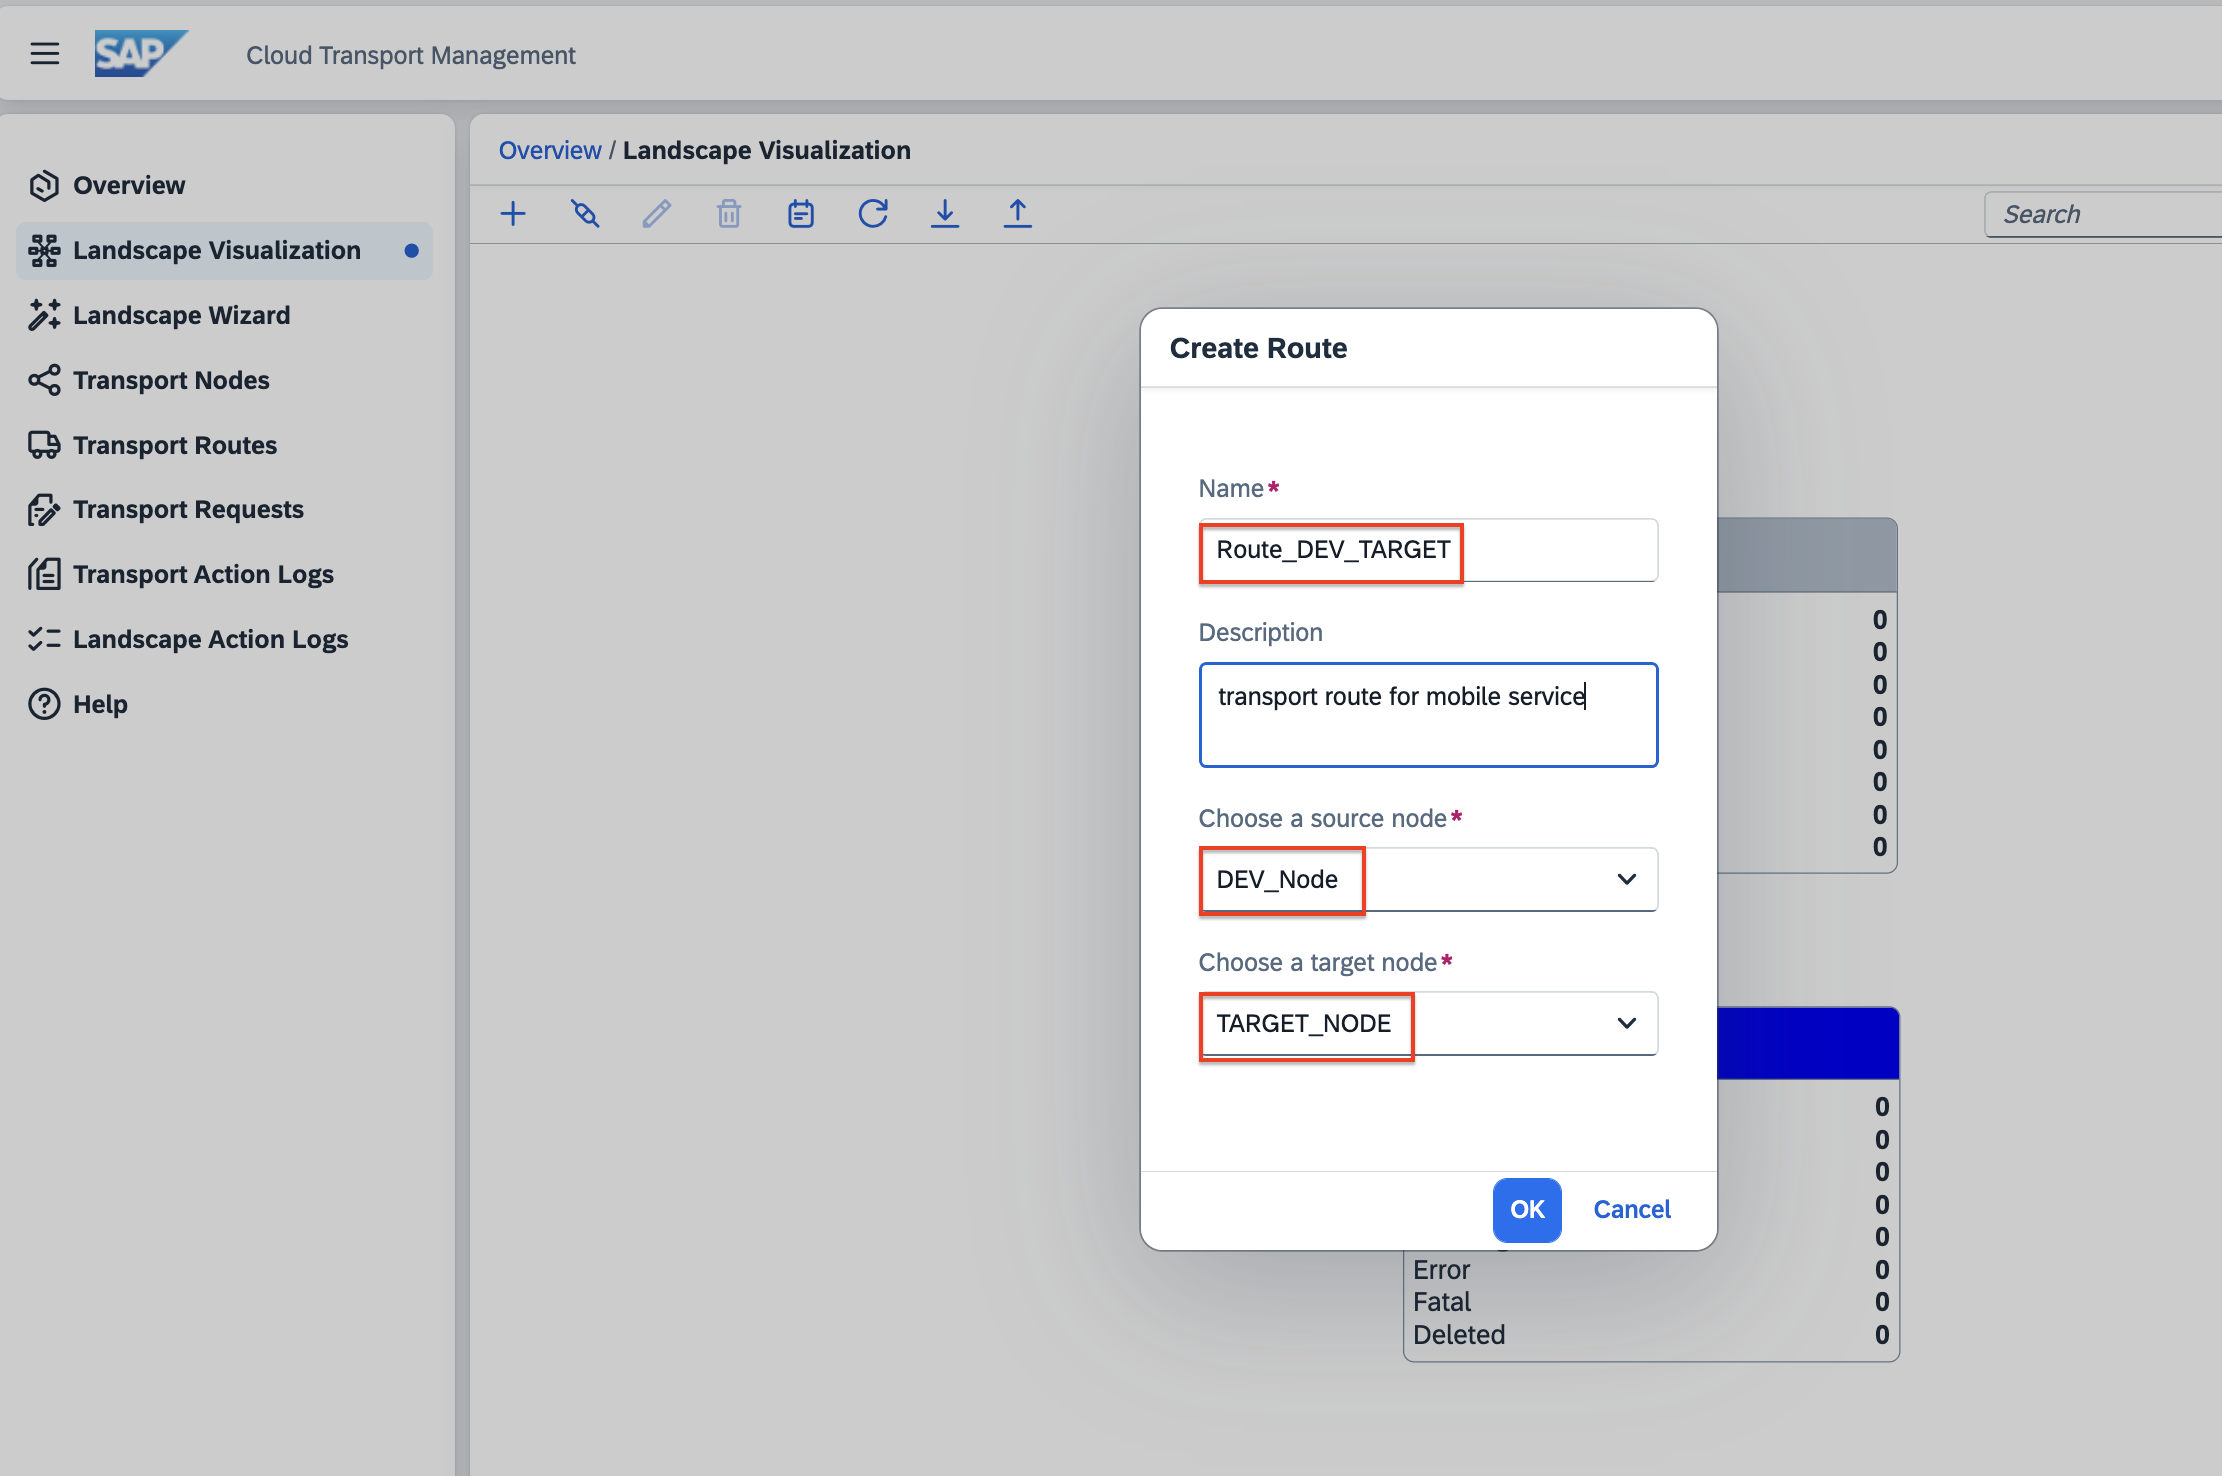 SAP
Cloud Transport Management
Overview
Landscape Visualization
Landscape Wizard
Transport Nodes
Transport Routes
Transport Requests
Transport Action Logs
Landscape Action Logs
Help
Overview / Landscape Visualization
Search
Create Route
Name*
Route_DEV_TARGET
Description
transport route for mobile service
Choose a source node*
DEV_Node
Choose a target node*
TARGET_NODE
OK Cancel
0
0
0
0
0
0
0
0
0
0
0
0
0
Error 0
Fatal 0
Deleted 0